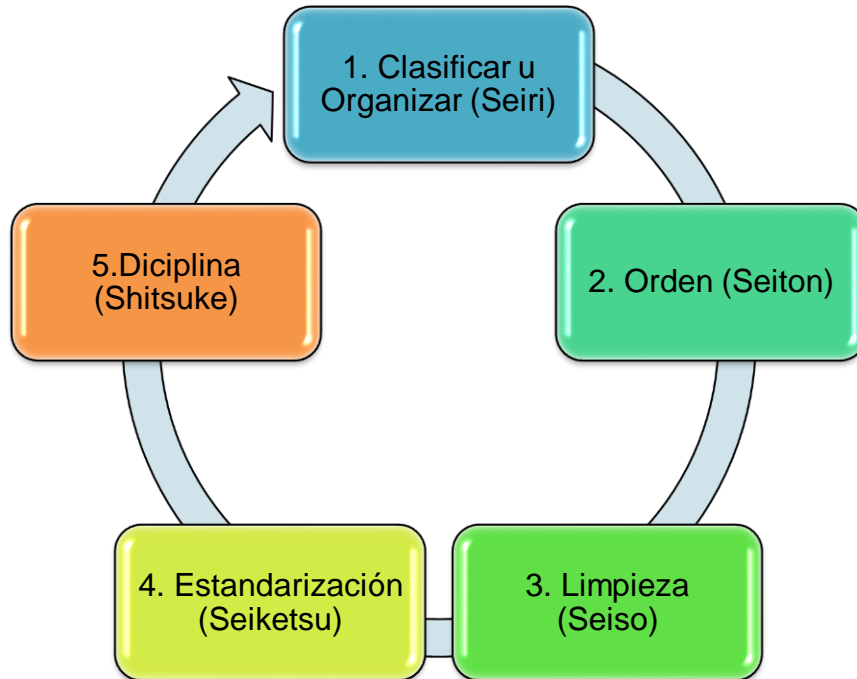 1. Clasificar u
Organizar (Seiri)
2. Orden (Seiton)
3. Limpieza
(Seiso)
4. Estandarización
(Seiketsu)
5.Diciplina
(Shitsuke)